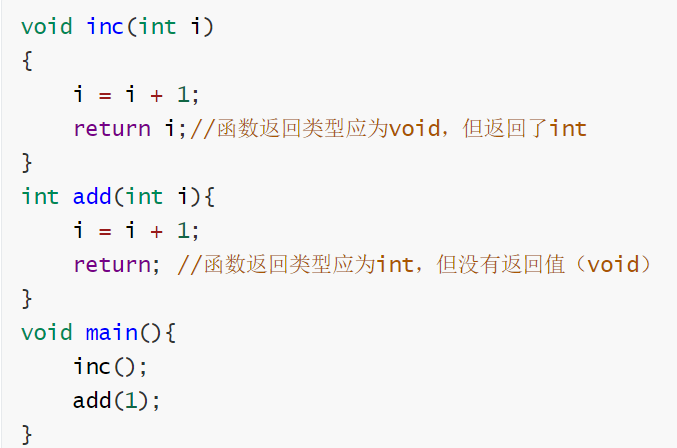 void inc(int i)
{
    i = i + 1;
    return i;//函数返回类型应为void，但返回了int
}
int add(int i){
    i = i + 1;
    return; //函数返回类型应为int，但没有返回值（void）
}
void main(){
    inc();
    add(1);
}